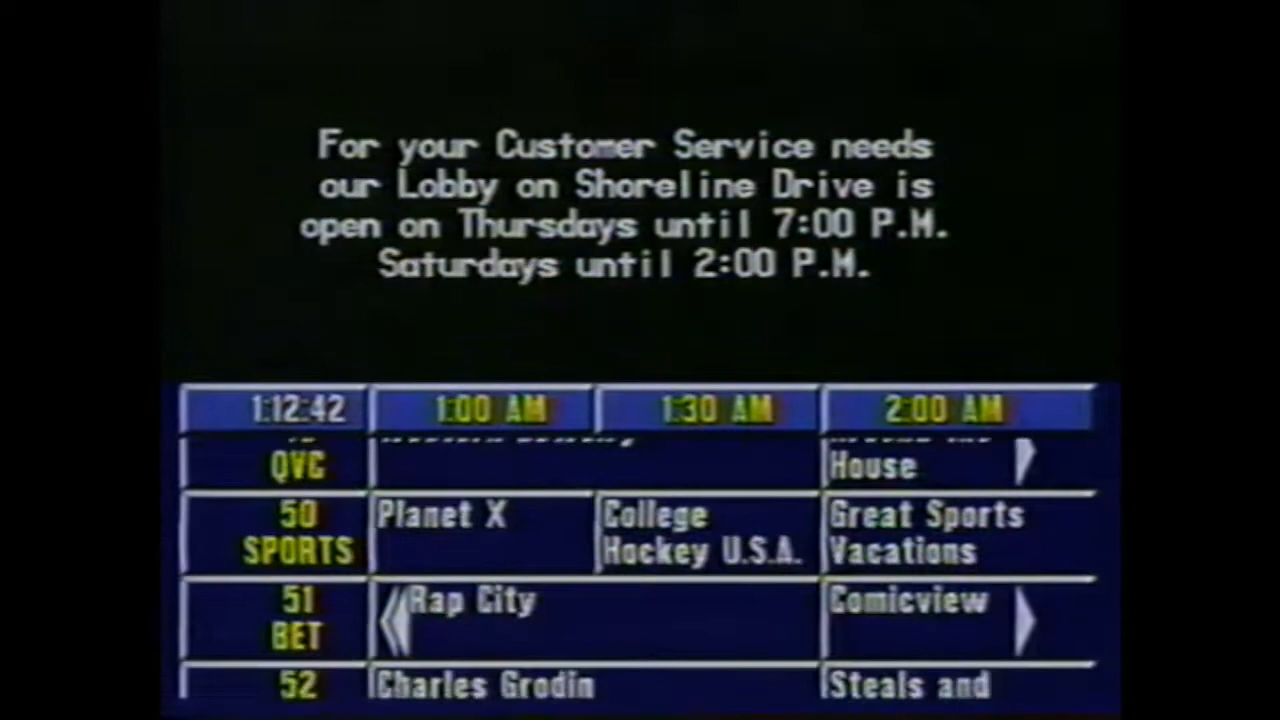 For your Customer Service needs
our Lobby on Shoreline Drive is
open on Thursdays until 7:00 P.M.
Saturdays until 2:00 P.M.
1:12:42 1:00 AM 1:30 AM 2:00 AM
QVC House
50 Planet X College Great Sports
SPORTS Hockey U.S.A. Vacations
51 Rap City Comicview
BET
52 Charles Grodin Steals and